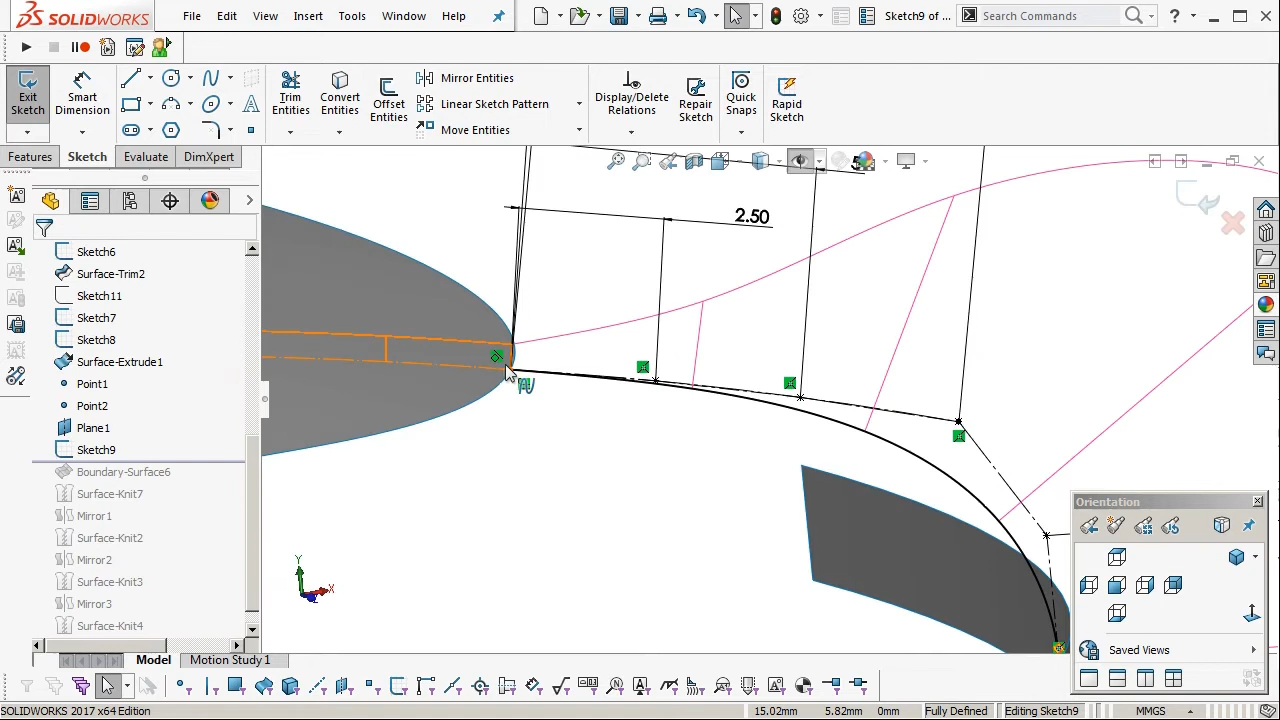 SOLIDWORKS
File Edit View Insert Tools Window Help
Sketch9 of ...
Search Commands
Exit Sketch
Smart Dimension
Trim Entities
Convert Entities
Offset Entities
Mirror Entities
Linear Sketch Pattern
Move Entities
Display/Delete Relations
Repair Sketch
Quick Snaps
Rapid Sketch
Features Sketch Evaluate DimXpert
Sketch6
Surface-Trim2
Sketch11
Sketch7
Sketch8
Surface-Extrude1
Point1
Point2
Plane1
Sketch9
Boundary-Surface6
Surface-Knit7
Mirror1
Surface-Knit2
Mirror2
Surface-Knit3
Mirror3
Surface-Knit4
2.50
Y
X
Orientation
Saved Views
Model Motion Study 1
SOLIDWORKS 2017 x64 Edition
15.02mm 5.82mm 0mm Fully Defined Editing Sketch9 MMGS